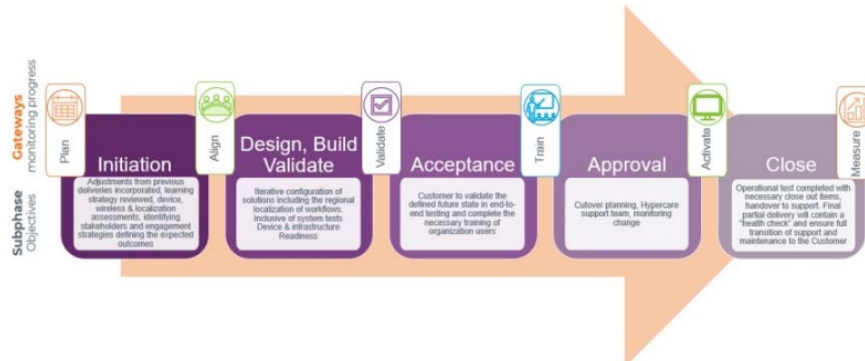 Gateways
monitoring progress
Plan
Align
Validate
Train
Activate
Measure
Subphase
Objectives
Initiation
Adjustments from previous
deliveries incorporated, learning
strategy reviewed, device,
wireless & localization
assessments, identifying
stakeholders and engagement
strategies defining the expected
outcomes
Design, Build
Validate
Iterative configuration of
solutions including the regional
localization of workflows.
Inclusive of system tests
Device & infrastructure
Readiness
Acceptance
Customer to validate the
defined future state in end-to-
end testing and complete the
necessary training of
organization users
Approval
Cutover planning, Hypercare
support team, monitoring
change
Close
Operational test completed with
necessary close out items,
handover to support. Final
partial delivery will contain a
"health check" and ensure full
transition of support and
maintenance to the Customer